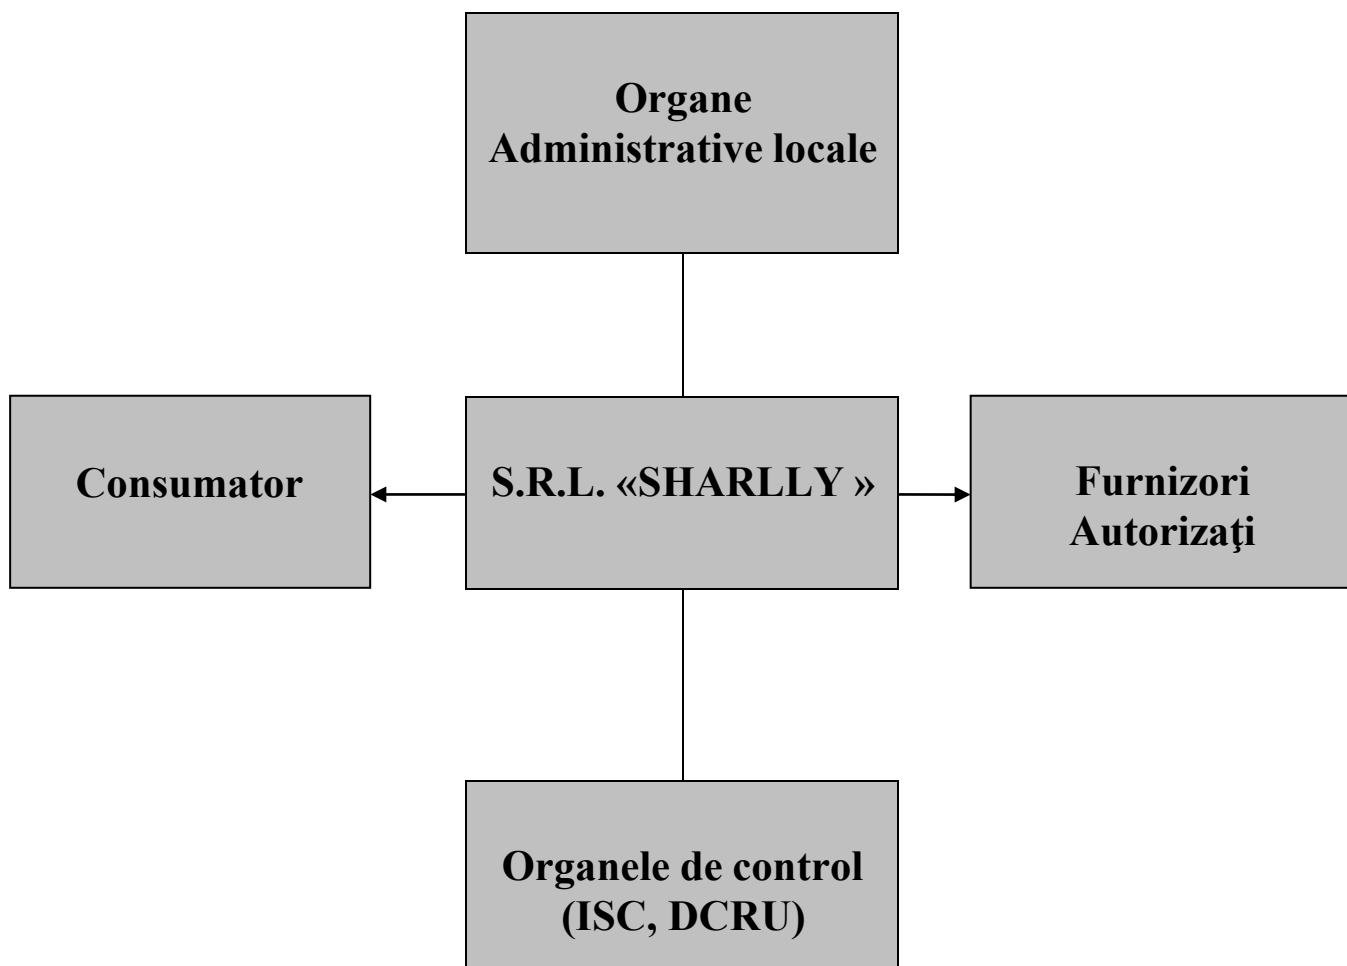 Organe
Administrative locale
Consumator
S.R.L. «SHARLLY »
Furnizori
Autorizaţi
Organele de control
(ISC, DCRU)